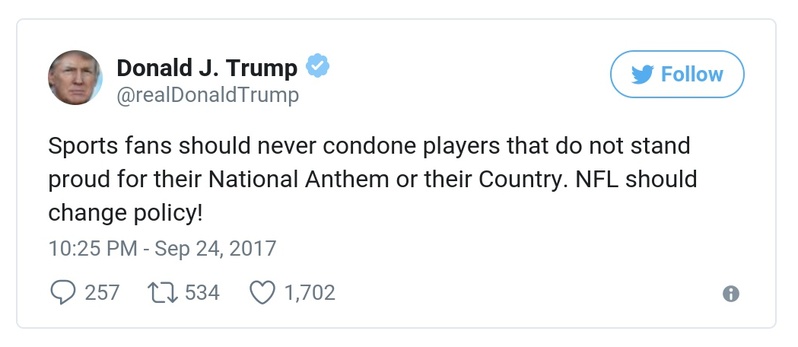 Donald J. Trump
Follow
@realDonaldTrump
Sports fans should never condone players that do not stand
proud for their National Anthem or their Country. NFL should
change policy!
10:25 PM - Sep 24, 2017
257 534 1,702